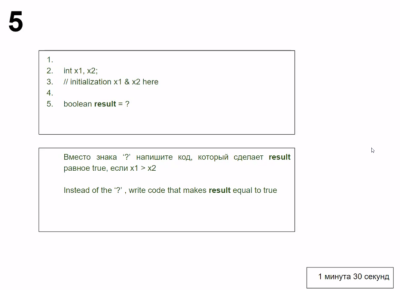 5
1.
2. int x1, x2;
3. // initialization x1 & x2 here
4.
5. boolean result = ?
Вместо знака '?' напишите код, который сделает result
равное true, если x1 > x2
Instead of the '?' , write code that makes result equal to true
1 минута 30 секунд